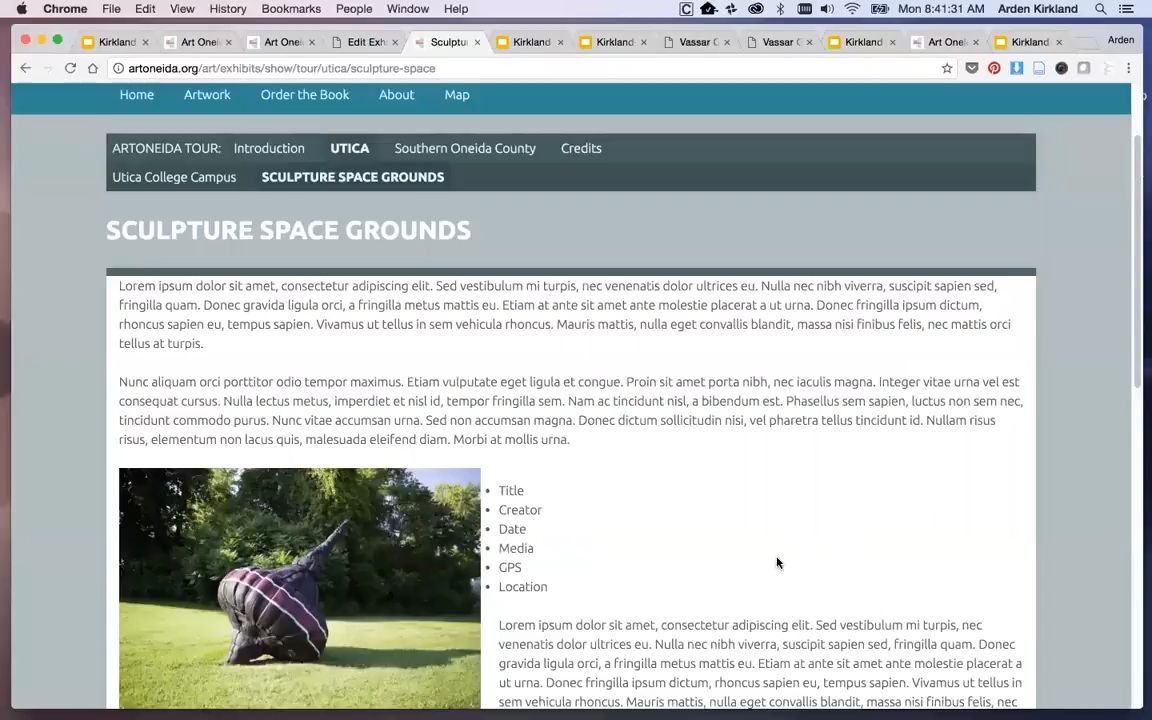 Chrome File Edit View History Bookmarks People Window Help Mon 8:41:31 AM Arden Kirkland
Kirkland Art Onei Art Onei Edit Exh Sculptu Kirkland Kirkland Vassar C Vassar C Kirkland Art Onei Kirkland Arden
artoneida.org/art/exhibits/show/tour/utica/sculpture-space
Home Artwork Order the Book About Map
ARTONEIDA TOUR: Introduction UTICA Southern Oneida County Credits
Utica College Campus SCULPTURE SPACE GROUNDS
SCULPTURE SPACE GROUNDS
Lorem ipsum dolor sit amet, consectetur adipiscing elit. Sed vestibulum mi turpis, nec venenatis dolor ultrices eu. Nulla nec nibh viverra, suscipit sapien sed,
fringilla quam. Donec gravida ligula orci, a fringilla metus mattis eu. Etiam at ante sit amet ante molestie placerat a ut urna. Donec fringilla ipsum dictum,
rhoncus sapien eu, tempus sapien. Vivamus ut tellus in sem vehicula rhoncus. Mauris mattis, nulla eget convallis blandit, massa nisi finibus felis, nec mattis orci
tellus at turpis.
Nunc aliquam orci porttitor odio tempor maximus. Etiam vulputate eget ligula et congue. Proin sit amet porta nibh, nec iaculis magna. Integer vitae urna vel est
consequat cursus. Nulla lectus metus, imperdiet et nisl id, tempor fringilla sem. Nam ac tincidunt nisl, a bibendum est. Phasellus sem sapien, luctus non sem nec,
tincidunt commodo purus. Nunc vitae accumsan urna. Sed non accumsan magna. Donec dictum sollicitudin nisi, vel pharetra tellus tincidunt id. Nullam risus
risus, elementum non lacus quis, malesuada eleifend diam. Morbi at mollis urna.
Title
Creator
Date
Media
GPS
Location
Lorem ipsum dolor sit amet, consectetur adipiscing elit. Sed vestibulum mi turpis, nec
venenatis dolor ultrices eu. Nulla nec nibh viverra, suscipit sapien sed, fringilla quam. Donec
gravida ligula orci, a fringilla metus mattis eu. Etiam at ante sit amet ante molestie placerat a
ut urna. Donec fringilla ipsum dictum, rhoncus sapien eu, tempus sapien. Vivamus ut tellus in
sem vehicula rhoncus. Mauris mattis, nulla eget convallis blandit, massa nisi finibus felis, nec